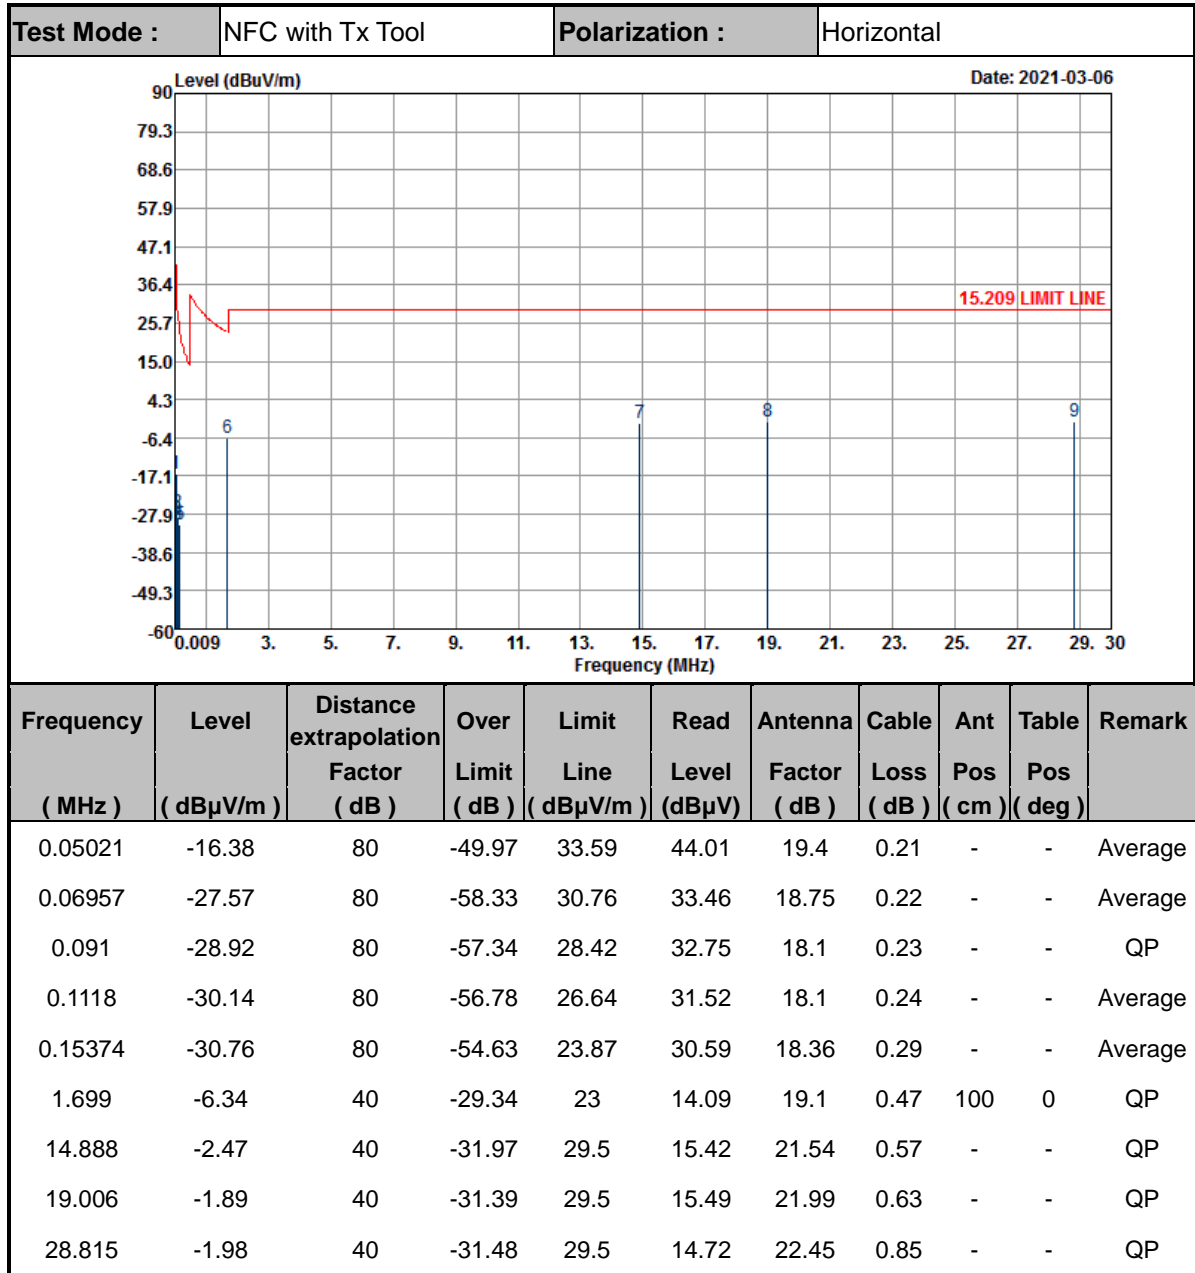 Test Mode : NFC with Tx Tool Polarization : Horizontal
Level (dBuV/m) Date: 2021-03-06
90
79.3
68.6
57.9
47.1
36.4
15.209 LIMIT LINE
25.7
15.0
4.3
7 8 9
6
-6.4
1
-17.1
-27.9
-38.6
-49.3
-60
0.009 3. 5. 7. 9. 11. 13. 15. 17. 19. 21. 23. 25. 27. 29. 30
Frequency (MHz)
Frequency Level Distance extrapolation Over Limit Read Antenna Cable Ant Table Remark
Factor Limit Line Level Factor Loss Pos Pos
( MHz ) ( dBµV/m ) ( dB ) ( dB ) ( dBµV/m ) (dBµV) ( dB ) ( dB ) ( cm ) ( deg )
0.05021 -16.38 80 -49.97 33.59 44.01 19.4 0.21 - - Average
0.06957 -27.57 80 -58.33 30.76 33.46 18.75 0.22 - - Average
0.091 -28.92 80 -57.34 28.42 32.75 18.1 0.23 - - QP
0.1118 -30.14 80 -56.78 26.64 31.52 18.1 0.24 - - Average
0.15374 -30.76 80 -54.63 23.87 30.59 18.36 0.29 - - Average
1.699 -6.34 40 -29.34 23 14.09 19.1 0.47 100 0 QP
14.888 -2.47 40 -31.97 29.5 15.42 21.54 0.57 - - QP
19.006 -1.89 40 -31.39 29.5 15.49 21.99 0.63 - - QP
28.815 -1.98 40 -31.48 29.5 14.72 22.45 0.85 - - QP